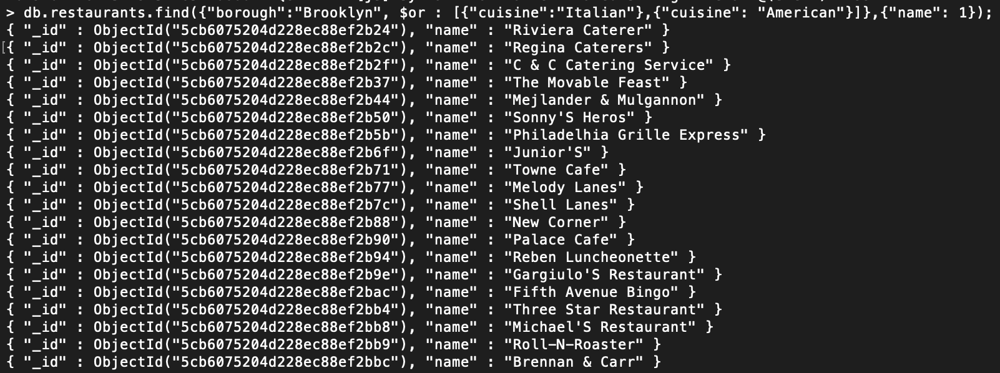 > db.restaurants.find({"borough":"Brooklyn", $or : [{"cuisine":"Italian"},{"cuisine": "American"}]},{"name": 1});
{ "_id" : ObjectId("5cb6075204d228ec88ef2b24"), "name" : "Riviera Caterer" }
[{ "_id" : ObjectId("5cb6075204d228ec88ef2b2c"), "name" : "Regina Caterers" }
{ "_id" : ObjectId("5cb6075204d228ec88ef2b2f"), "name" : "C & C Catering Service" }
{ "_id" : ObjectId("5cb6075204d228ec88ef2b37"), "name" : "The Movable Feast" }
{ "_id" : ObjectId("5cb6075204d228ec88ef2b44"), "name" : "Mejlander & Mulgannon" }
{ "_id" : ObjectId("5cb6075204d228ec88ef2b50"), "name" : "Sonny'S Heros" }
{ "_id" : ObjectId("5cb6075204d228ec88ef2b5b"), "name" : "Philadelhia Grille Express" }
{ "_id" : ObjectId("5cb6075204d228ec88ef2b6f"), "name" : "Junior'S" }
{ "_id" : ObjectId("5cb6075204d228ec88ef2b71"), "name" : "Towne Cafe" }
{ "_id" : ObjectId("5cb6075204d228ec88ef2b77"), "name" : "Melody Lanes" }
{ "_id" : ObjectId("5cb6075204d228ec88ef2b7c"), "name" : "Shell Lanes" }
{ "_id" : ObjectId("5cb6075204d228ec88ef2b88"), "name" : "New Corner" }
{ "_id" : ObjectId("5cb6075204d228ec88ef2b90"), "name" : "Palace Cafe" }
{ "_id" : ObjectId("5cb6075204d228ec88ef2b94"), "name" : "Reben Luncheonette" }
{ "_id" : ObjectId("5cb6075204d228ec88ef2b9e"), "name" : "Gargiulo'S Restaurant" }
{ "_id" : ObjectId("5cb6075204d228ec88ef2bac"), "name" : "Fifth Avenue Bingo" }
{ "_id" : ObjectId("5cb6075204d228ec88ef2bb4"), "name" : "Three Star Restaurant" }
{ "_id" : ObjectId("5cb6075204d228ec88ef2bb8"), "name" : "Michael'S Restaurant" }
{ "_id" : ObjectId("5cb6075204d228ec88ef2bb9"), "name" : "Roll-N-Roaster" }
{ "_id" : ObjectId("5cb6075204d228ec88ef2bbc"), "name" : "Brennan & Carr" }